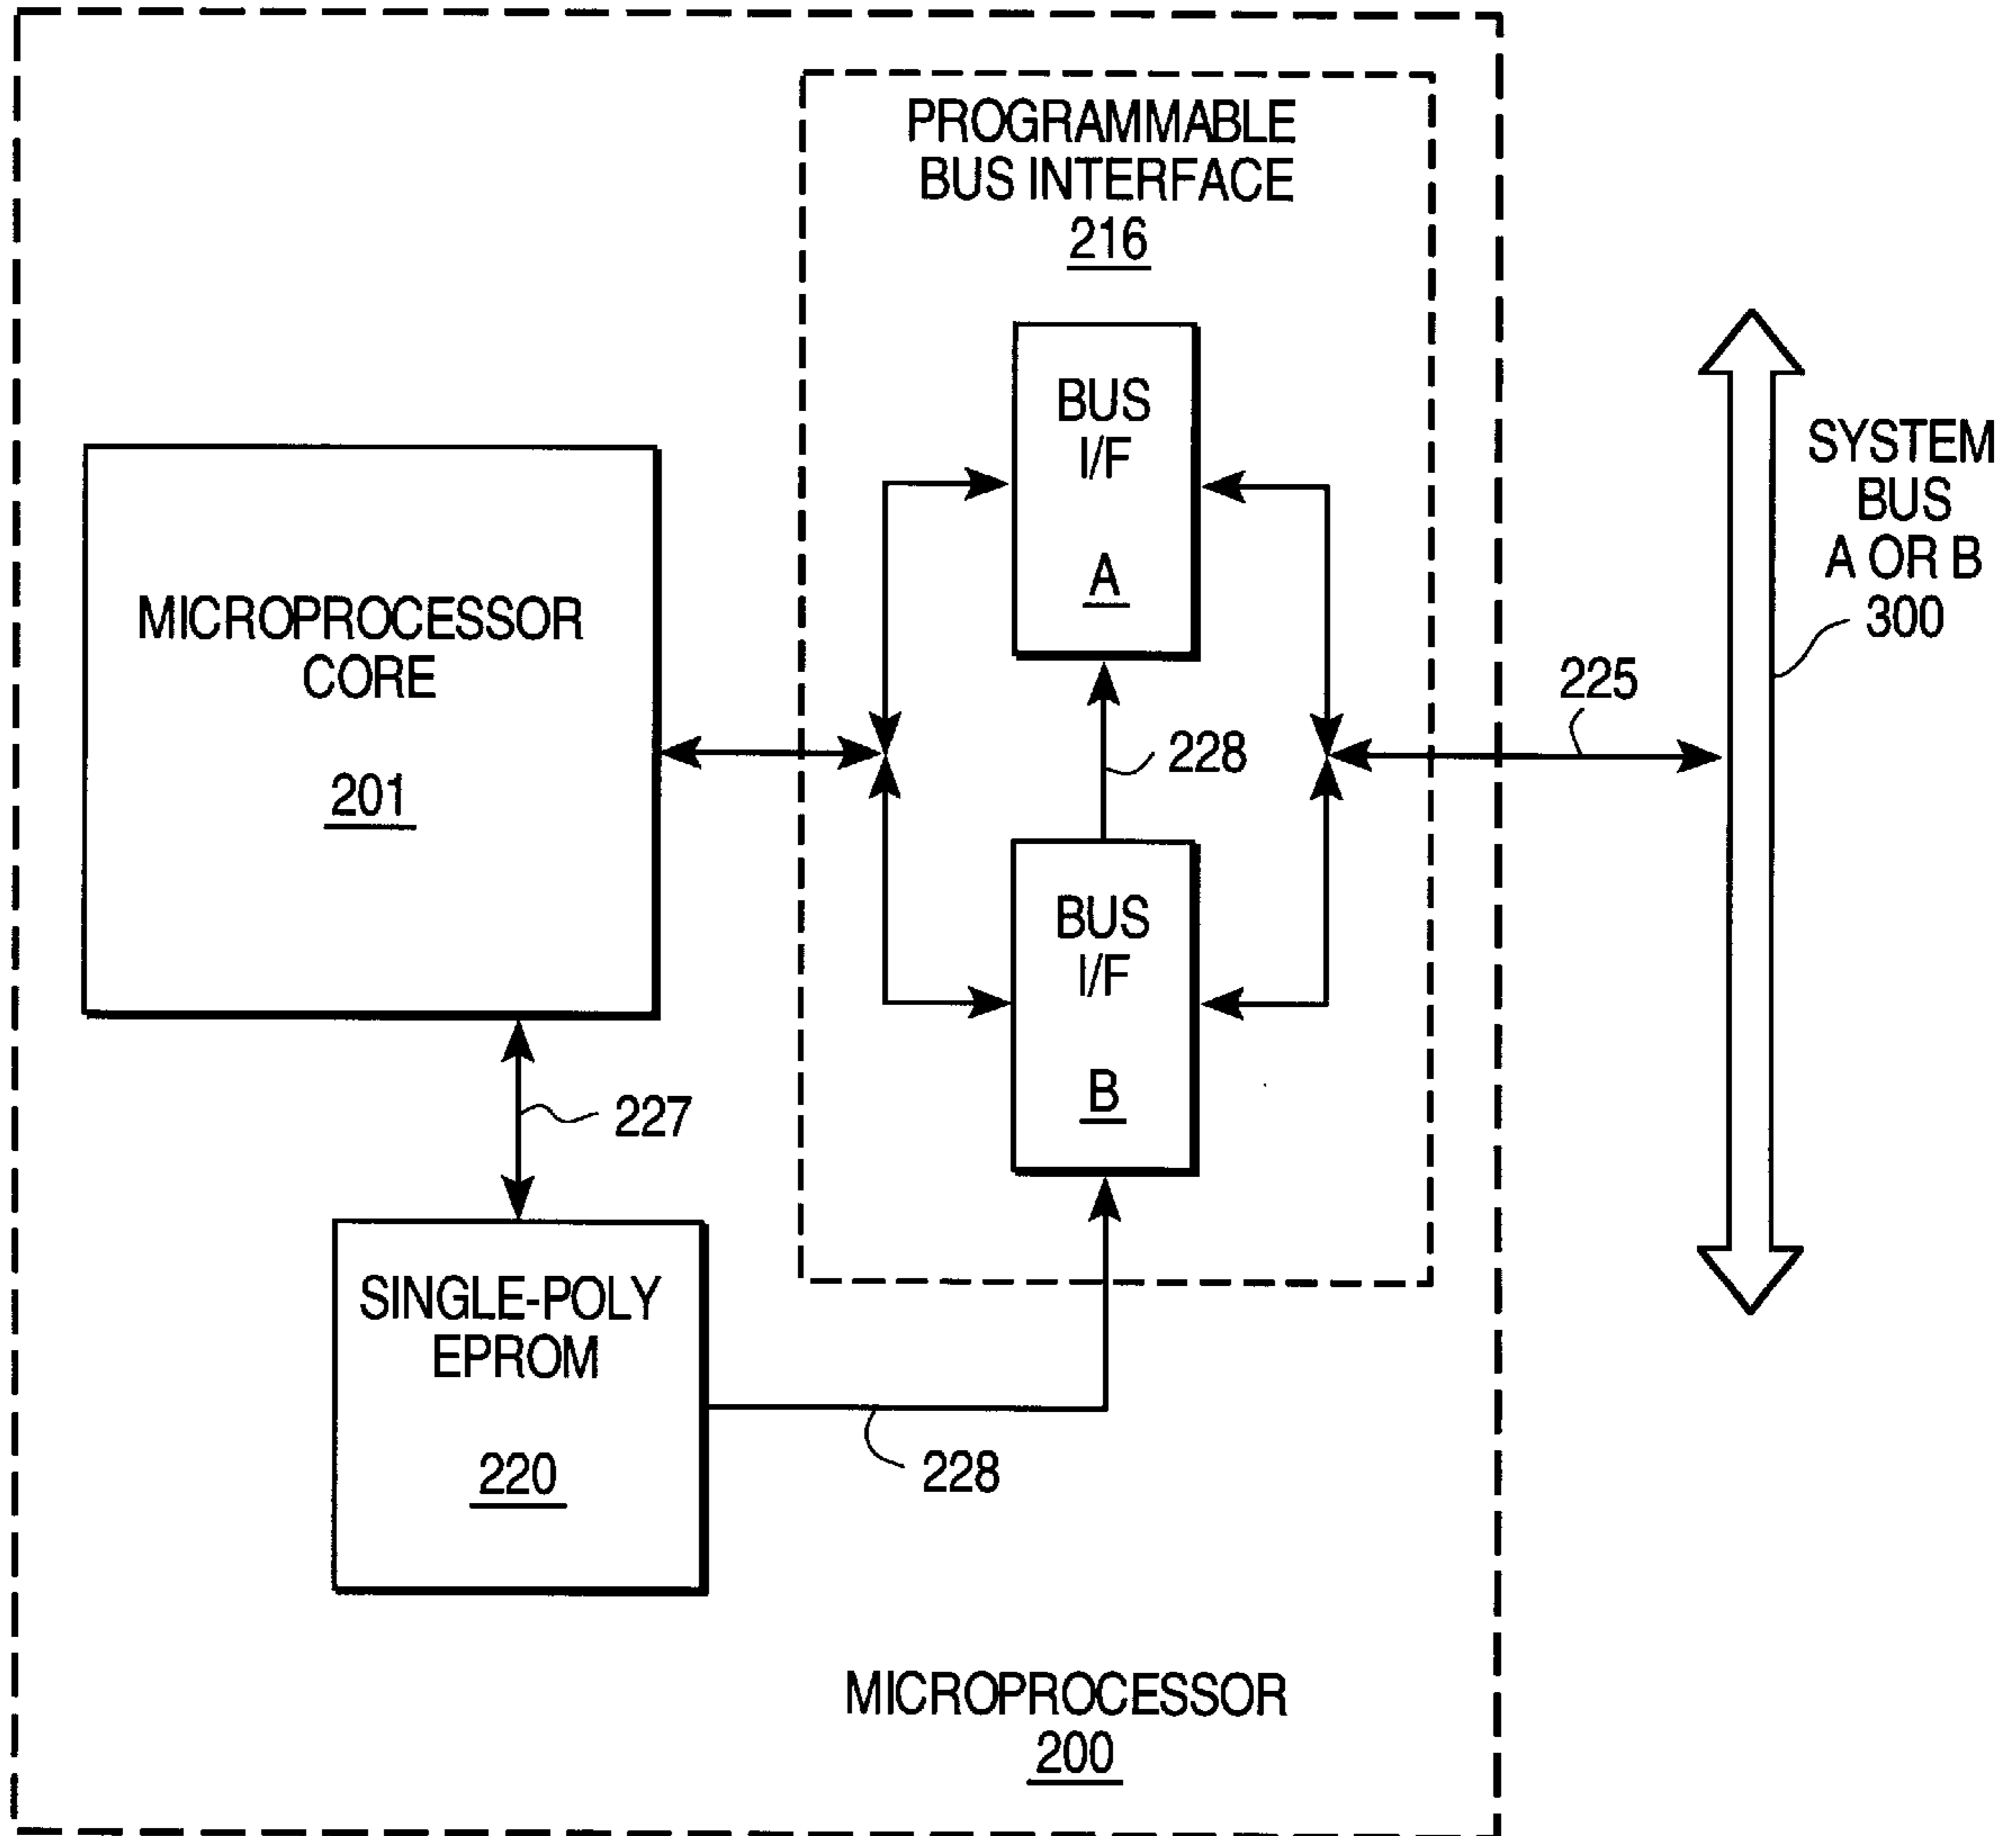 PROGRAMMABLE
BUS INTERFACE
216
BUS
I/F
A
SYSTEM
BUS
A OR B
300
MICROPROCESSOR
CORE
201
225
228
BUS
I/F
B
227
SINGLE-POLY
EPROM
220
228
MICROPROCESSOR
200